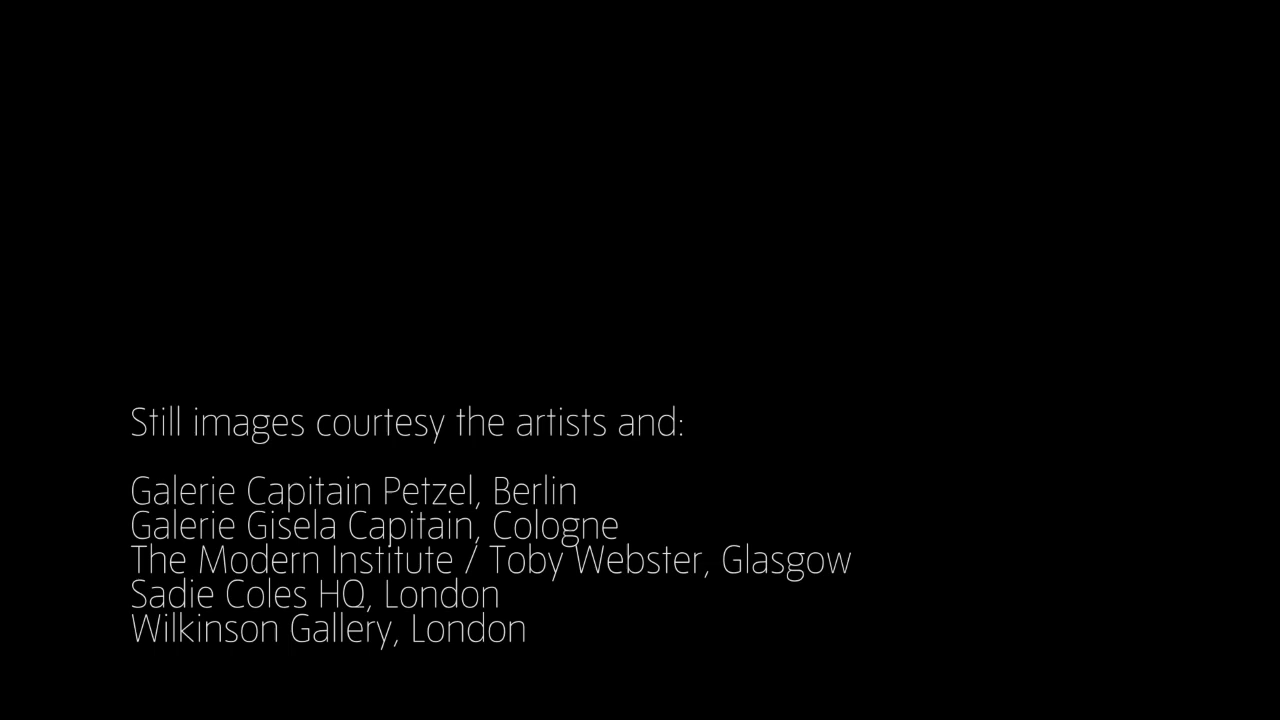 Still images courtesy the artists and:
Galerie Capitain Petzel, Berlin
Galerie Gisela Capitain, Cologne
The Modern Institute / Toby Webster, Glasgow
Sadie Coles HQ, London
Wilkinson Gallery, London